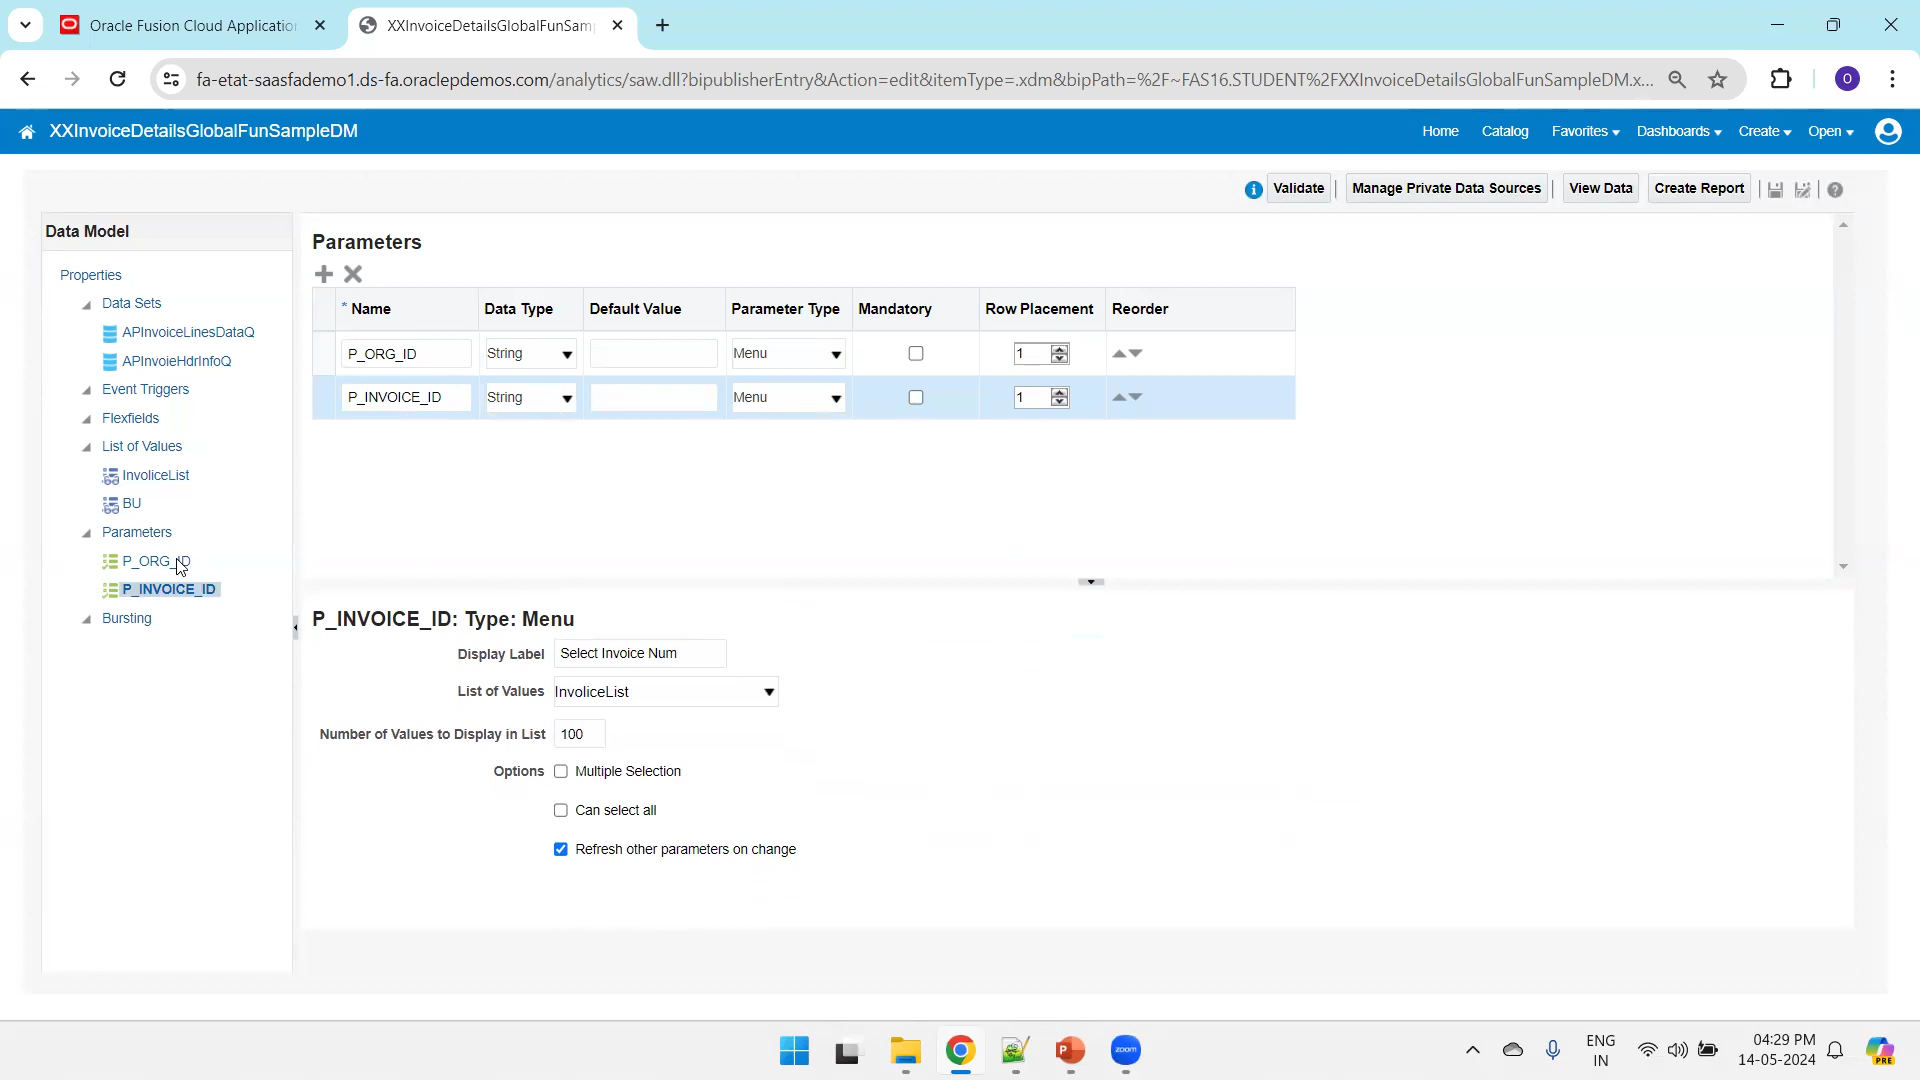 Oracle Fusion Cloud Applicatio
XXInvoiceDetailsGlobalFunSam
fa-etat-saasfademo1.ds-fa.oraclepdemos.com/analytics/saw.dll?bipublisherEntry&Action=edit&itemType=.xdm&bipPath=%2F~FAS16.STUDENT%2FXXInvoiceDetailsGlobalFunSampleDM.x...
O
XXInvoiceDetailsGlobalFunSampleDM
Home Catalog Favorites Dashboards Create Open
Validate Manage Private Data Sources View Data Create Report
Data Model
Properties
Data Sets
APInvoiceLinesDataQ
APInvoieHdrInfoQ
Event Triggers
Flexfields
List of Values
InvoliceList
BU
Parameters
P_ORG_ID
P_INVOICE_ID
Bursting
Parameters
* Name Data Type Default Value Parameter Type Mandatory Row Placement Reorder
P_ORG_ID String Menu 1
P_INVOICE_ID String Menu 1
P_INVOICE_ID: Type: Menu
Display Label Select Invoice Num
List of Values InvoliceList
Number of Values to Display in List 100
Options Multiple Selection
Can select all
Refresh other parameters on change
zoom
ENG
IN
04:29 PM
14-05-2024
PRE